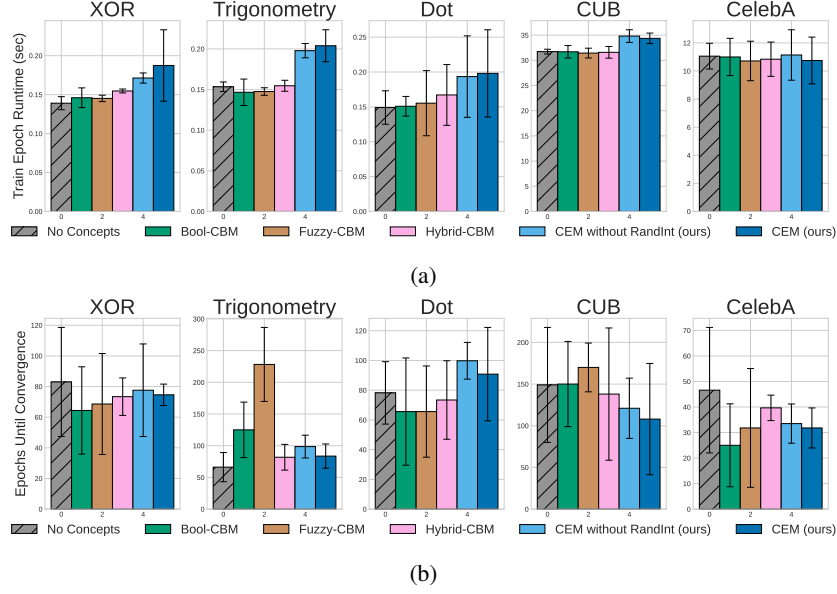 XOR Trigonometry Dot CUB CelebA
Train Epoch Runtime (sec)
0.20 0.15 0.10 0.05 0.00
0.20 0.15 0.10 0.05 0.00
0.25 0.20 0.15 0.10 0.05 0.00
35 30 25 20 15 10 5 0
12 10 8 6 4 2 0
0 2 4 0 2 4 0 2 4 0 2 4 0 2 4
No Concepts Bool-CBM Fuzzy-CBM Hybrid-CBM CEM without RandInt (ours) CEM (ours)
(a)
XOR Trigonometry Dot CUB CelebA
Epochs Until Convergence
120 100 80 60 40 20 0
300 250 200 150 100 50 0
120 100 80 60 40 20 0
200 150 100 50 0
70 60 50 40 30 20 10 0
0 2 4 0 2 4 0 2 4 0 2 4 0 2 4
No Concepts Bool-CBM Fuzzy-CBM Hybrid-CBM CEM without RandInt (ours) CEM (ours)
(b)